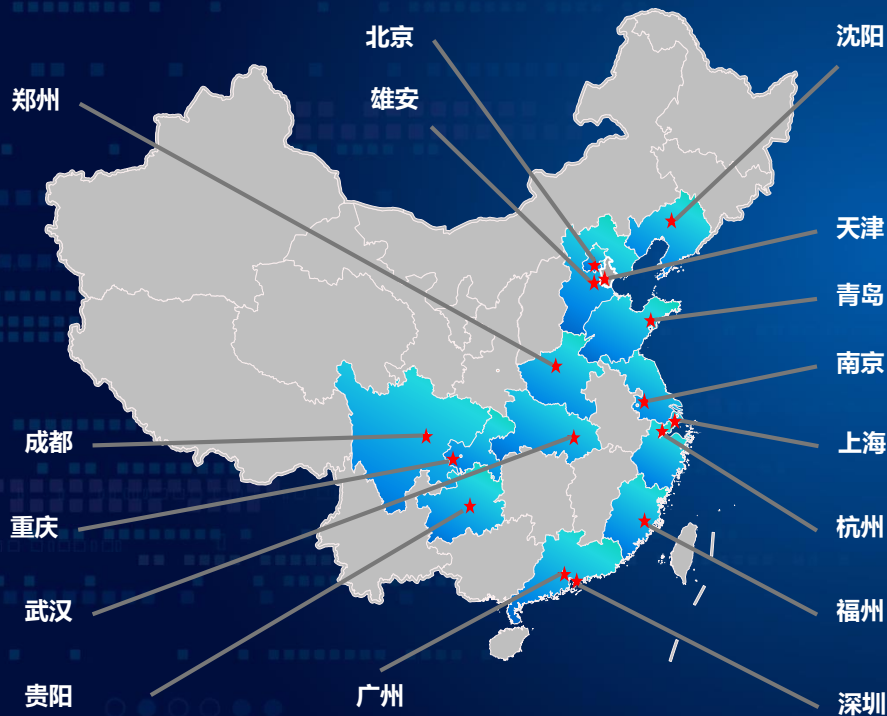 北京
沈阳
郑州
雄安
天津
青岛
南京
成都
上海
重庆
杭州
武汉
福州
贵阳
广州
深圳